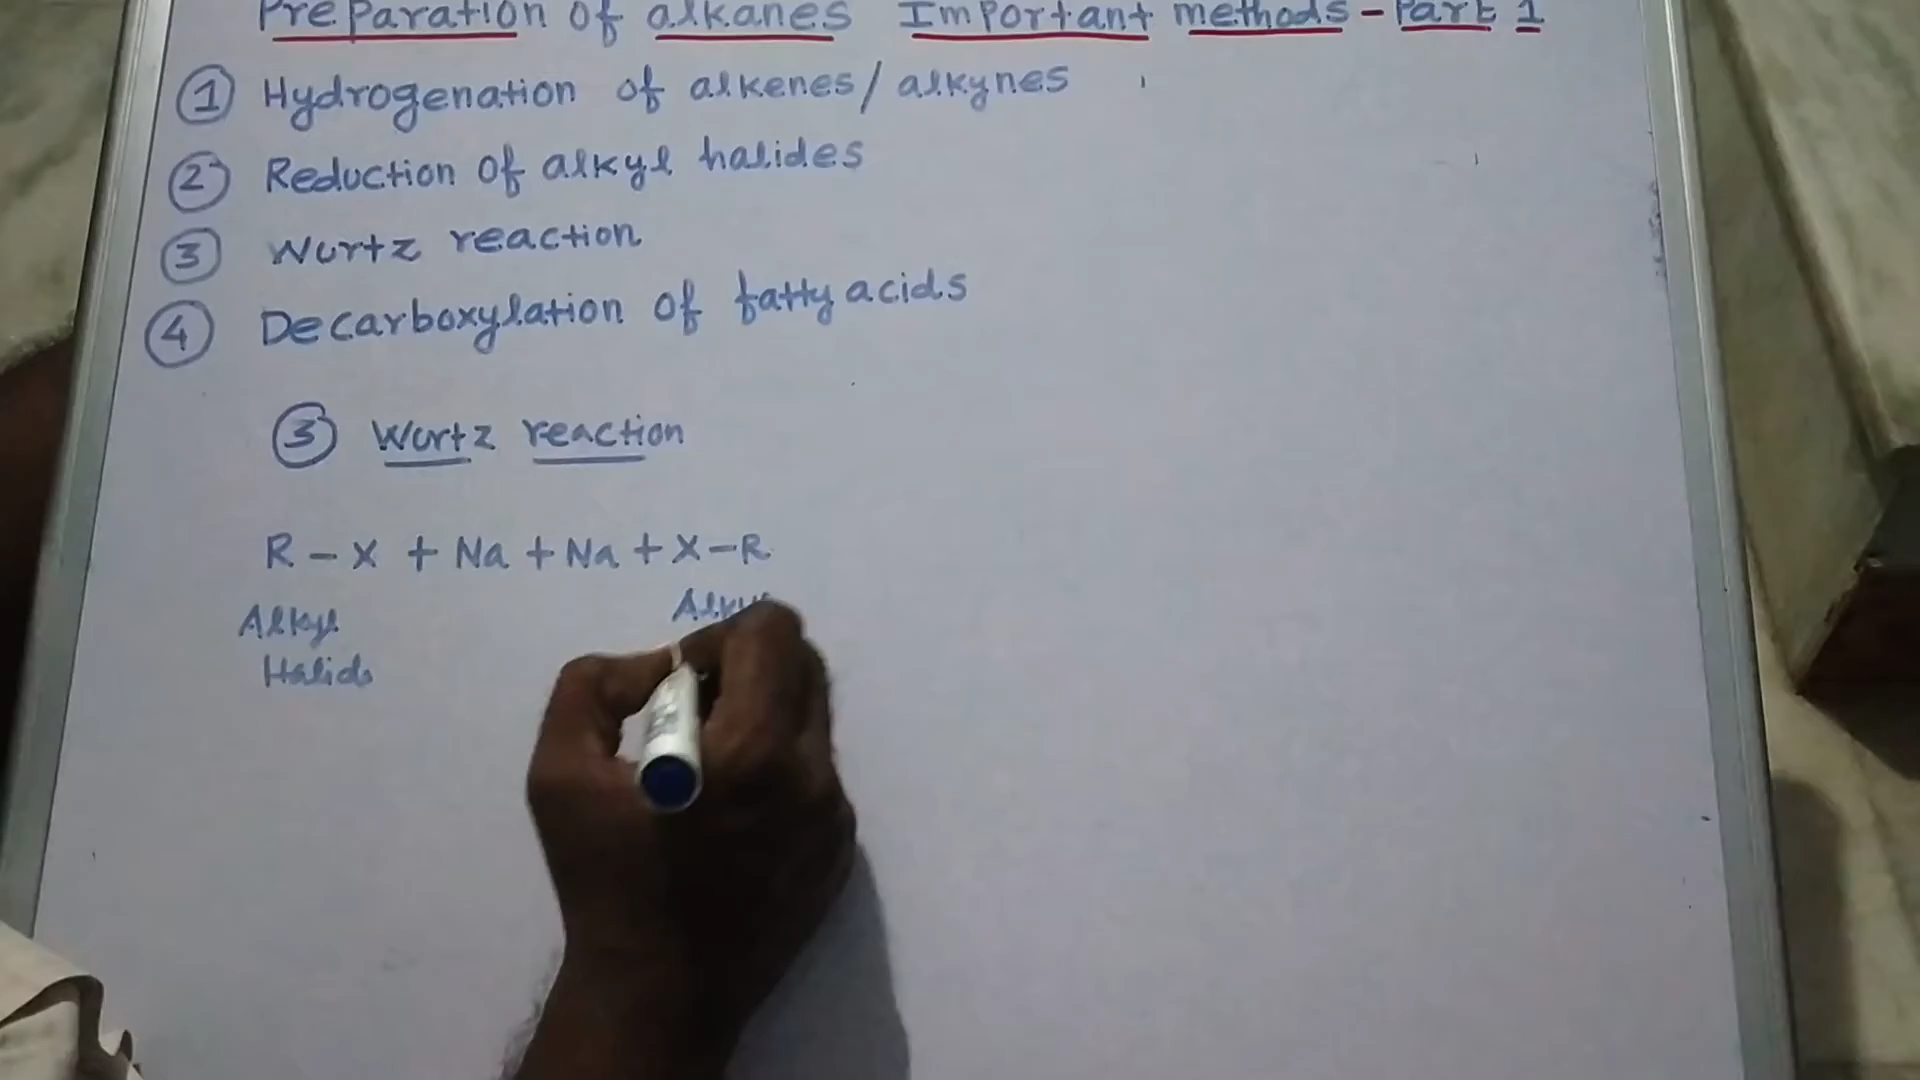 Preparation of alkanes Important methods - Part 1
1 Hydrogenation of alkenes/alkynes
2 Reduction of alkyl halides
3 Wurtz reaction
4 Decarboxylation of fatty acids
3 Wurtz reaction
R - X + Na + Na + X - R
Alkyl